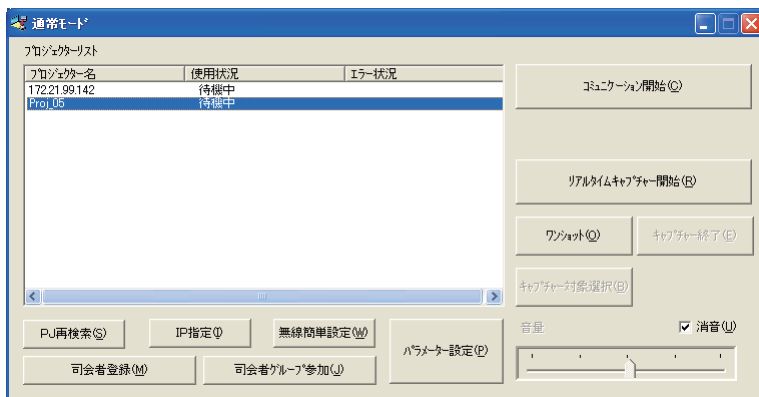 通常モード
プロジェクターリスト
プロジェクター名 使用状況 エラー状況
172.21.99.142 待機中
Proj_05 待機中
コミュニケーション開始(C)
リアルタイムキャプチャー開始(R)
ワンショット(O) キャプチャー終了(E)
キャプチャー対象選択(B)
PJ再検索(S) IP指定(I) 無線簡単設定(W)
パラメーター設定(P)
音量 消音(U)
司会者登録(M) 司会者グループ参加(J)